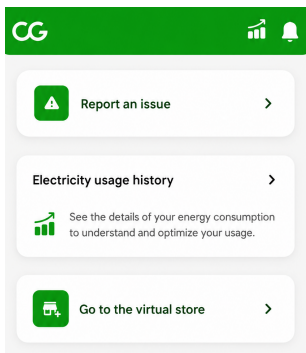 CG
Report an issue
Electricity usage history
See the details of your energy consumption
to understand and optimize your usage.
Go to the virtual store